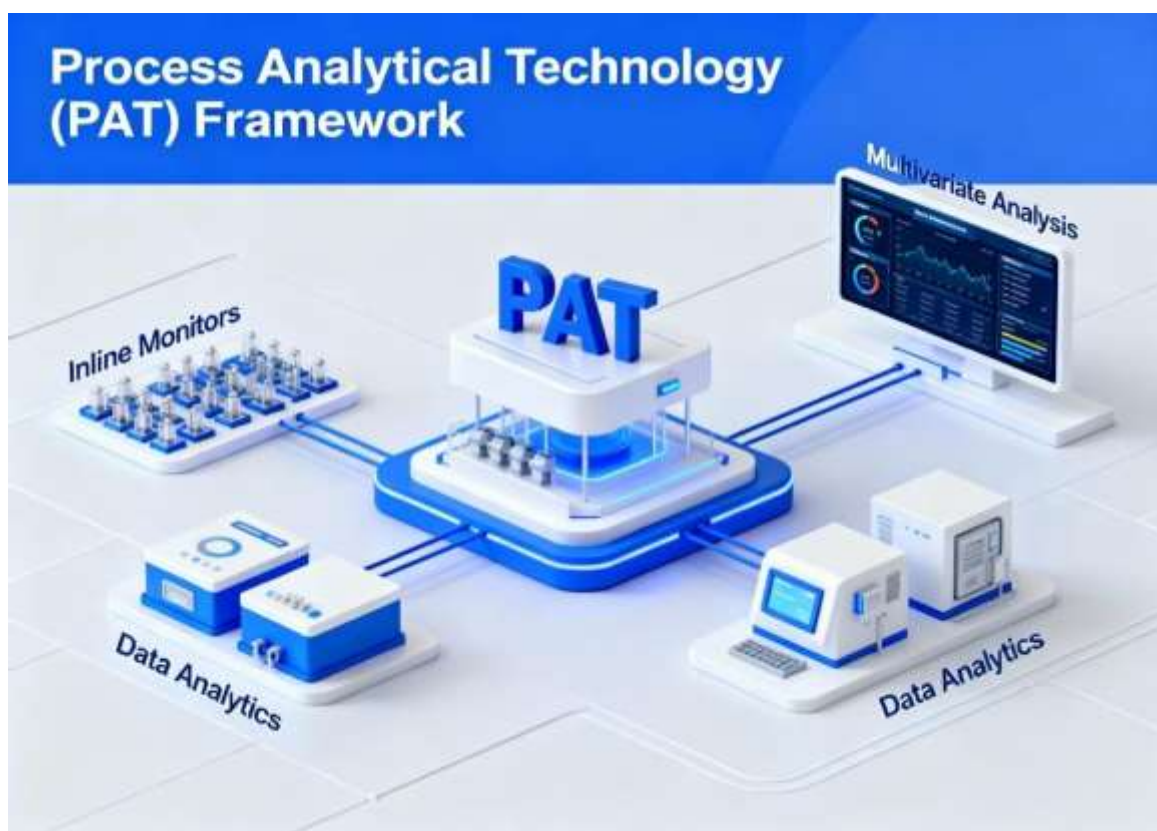 Process Analytical Technology
(PAT) Framework
Multivariate Analysis
PAT
Inline Monitors
Data Analytics
Data Analytics